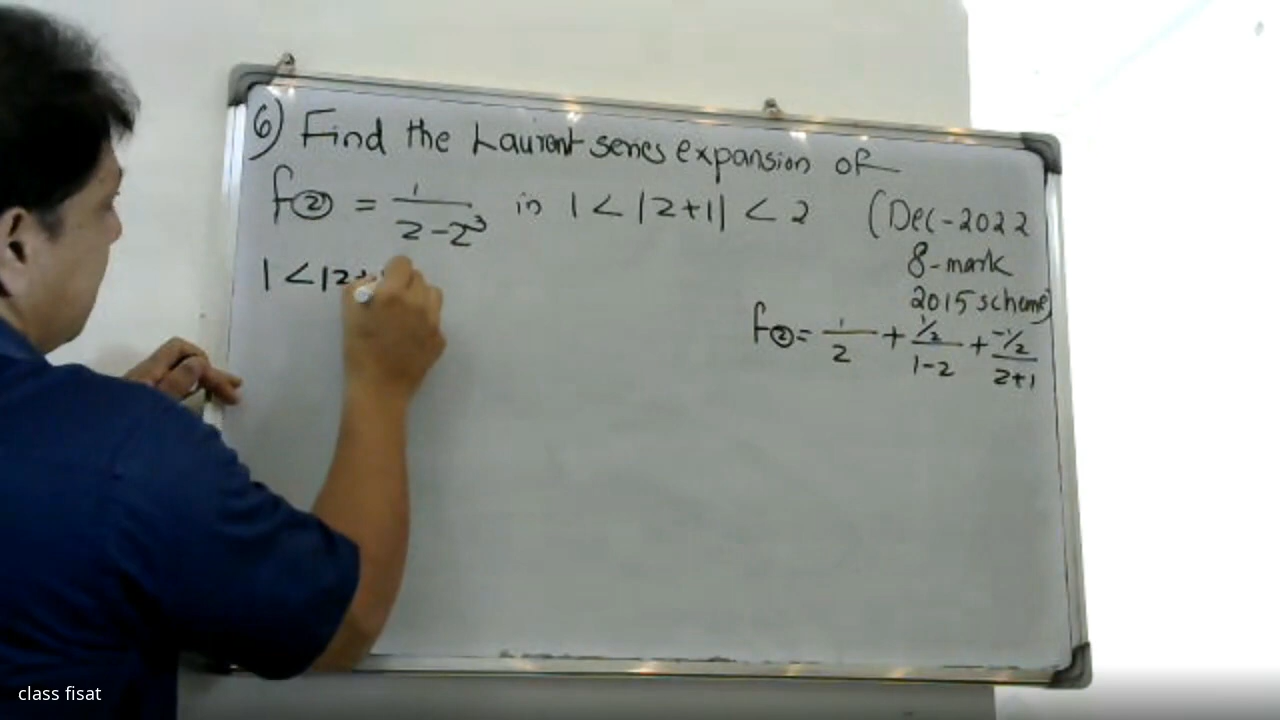 6) Find the Laurent series expansion of
f(z) = 1/(z-z³) in 1 < |z+1| < 2 (Dec-2022
8-mark
2015 scheme)
1 < |z+
f(z) = 1/z + (1/2)/(1-z) + (-1/2)/(z+1)
class fisat